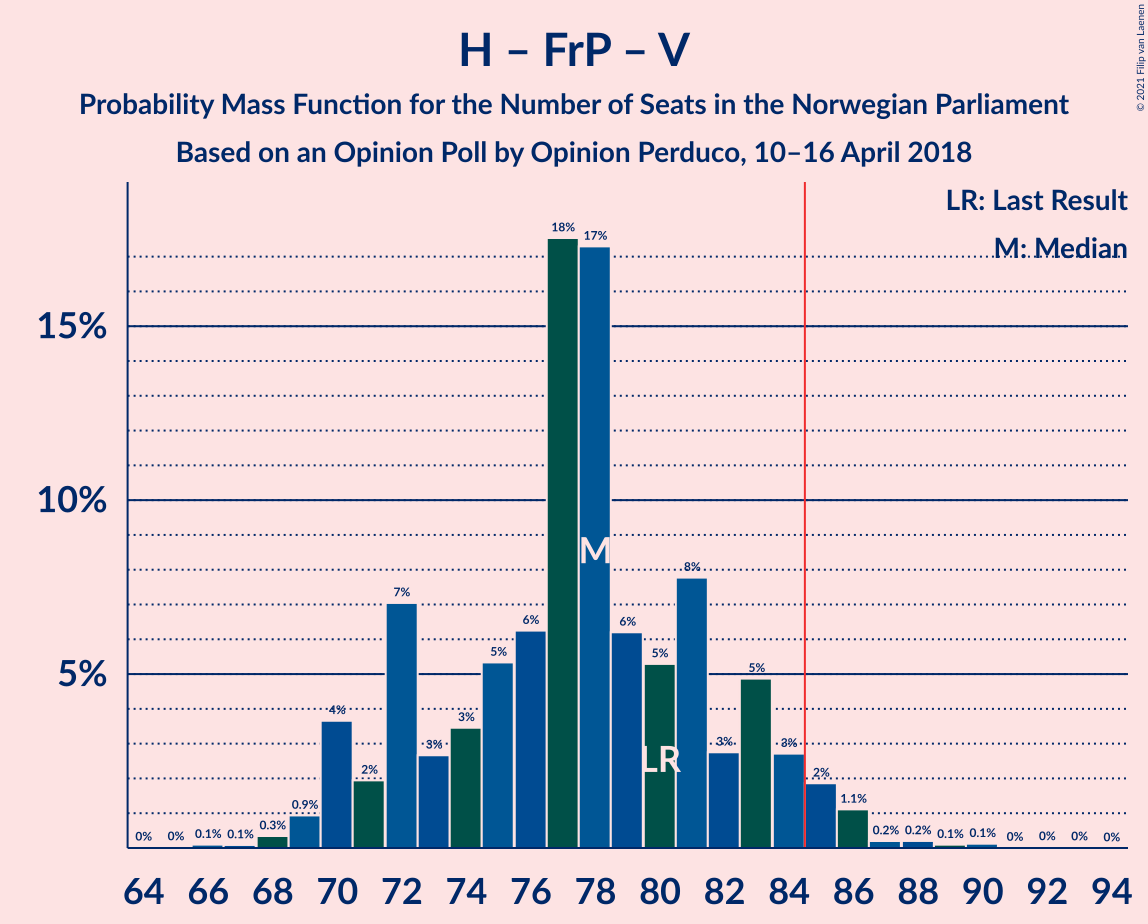 H – FrP – V
Probability Mass Function for the Number of Seats in the Norwegian Parliament
Based on an Opinion Poll by Opinion Perduco, 10–16 April 2018
© 2021 Filip van Laenen
LR: Last Result
M: Median
15%
10%
5%
0% 0% 0.1% 0.1% 0.3% 0.9% 4% 2% 7% 3% 3% 5% 6% 18% 17% 6% 5% 8% 3% 5% 3% 2% 1.1% 0.2% 0.2% 0.1% 0.1% 0% 0% 0% 0%
M
LR
64 66 68 70 72 74 76 78 80 82 84 86 88 90 92 94